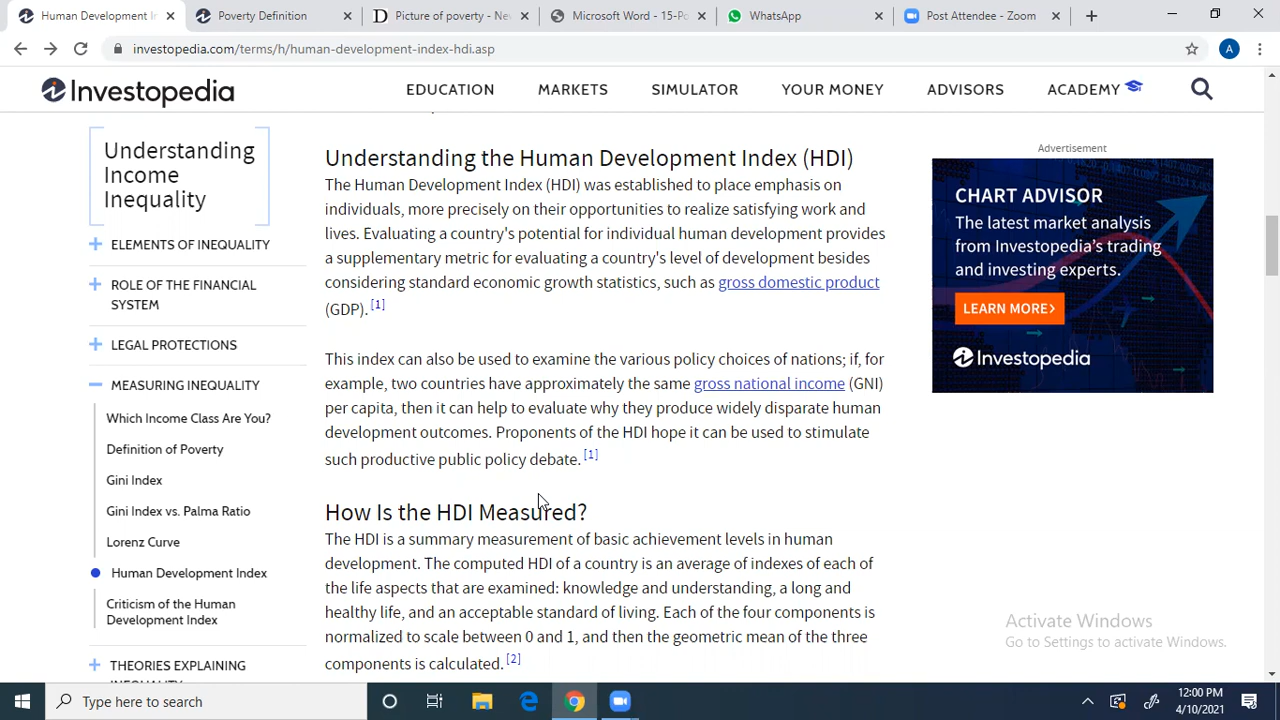 Human Development I
Poverty Definition
Picture of poverty - Ne
Microsoft Word - 15-Po
WhatsApp
Post Attendee - Zoom
investopedia.com/terms/h/human-development-index-hdi.asp
A
Investopedia
EDUCATION
MARKETS
SIMULATOR
YOUR MONEY
ADVISORS
ACADEMY
Understanding
Income
Inequality
ELEMENTS OF INEQUALITY
ROLE OF THE FINANCIAL
SYSTEM
LEGAL PROTECTIONS
MEASURING INEQUALITY
Which Income Class Are You?
Definition of Poverty
Gini Index
Gini Index vs. Palma Ratio
Lorenz Curve
Human Development Index
Criticism of the Human
Development Index
THEORIES EXPLAINING
INEQUALITY
Understanding the Human Development Index (HDI)
The Human Development Index (HDI) was established to place emphasis on
individuals, more precisely on their opportunities to realize satisfying work and
lives. Evaluating a country's potential for individual human development provides
a supplementary metric for evaluating a country's level of development besides
considering standard economic growth statistics, such as gross domestic product
(GDP). [1]
This index can also be used to examine the various policy choices of nations; if, for
example, two countries have approximately the same gross national income (GNI)
per capita, then it can help to evaluate why they produce widely disparate human
development outcomes. Proponents of the HDI hope it can be used to stimulate
such productive public policy debate. [1]
How Is the HDI Measured?
The HDI is a summary measurement of basic achievement levels in human
development. The computed HDI of a country is an average of indexes of each of
the life aspects that are examined: knowledge and understanding, a long and
healthy life, and an acceptable standard of living. Each of the four components is
normalized to scale between 0 and 1, and then the geometric mean of the three
components is calculated. [2]
Advertisement
CHART ADVISOR
The latest market analysis
from Investopedia's trading
and investing experts.
LEARN MORE>
Investopedia
Activate Windows
Go to Settings to activate Windows.
Type here to search
12:00 PM
4/10/2021